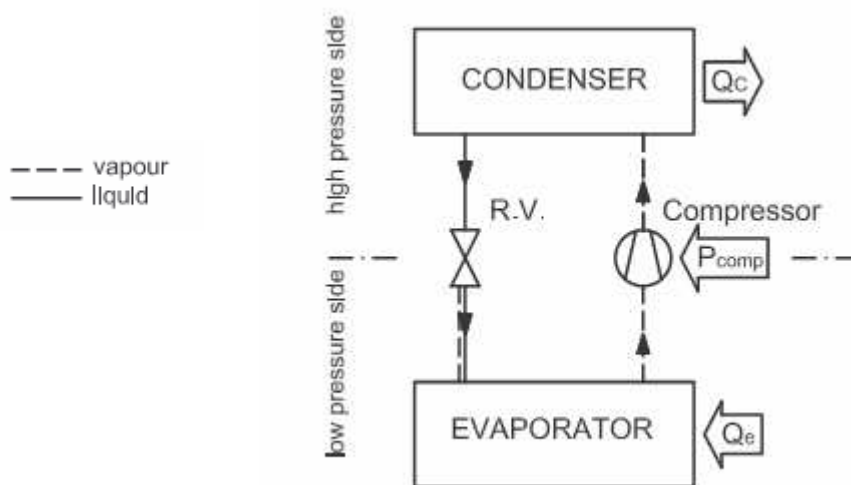 high pressure side
CONDENSER
Qc
vapour
liquid
R.V.
Compressor
Pcomp
low pressure side
EVAPORATOR
Qe